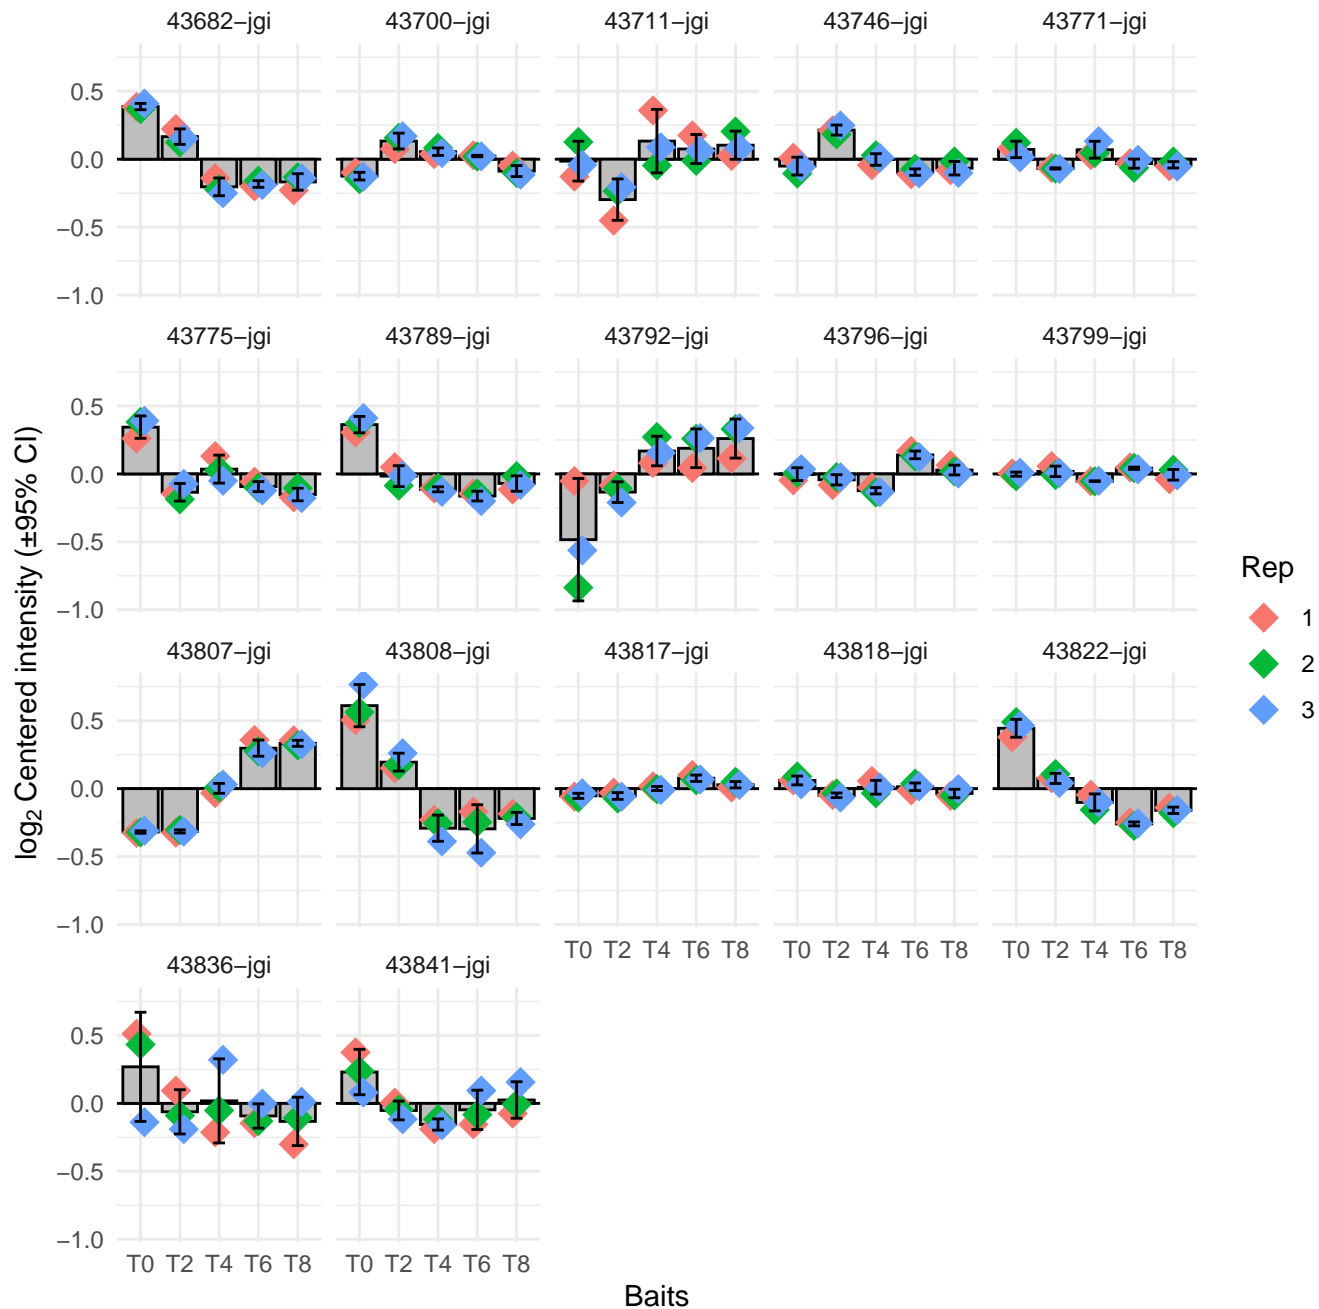 43682−jgi 43700−jgi 43711−jgi 43746−jgi 43771−jgi
0.5
0.0
−0.5
−1.0
43775−jgi 43789−jgi 43792−jgi 43796−jgi 43799−jgi
0.5
0.0
−0.5
−1.0
43807−jgi 43808−jgi 43817−jgi 43818−jgi 43822−jgi
0.5
0.0
−0.5
−1.0
T0 T2 T4 T6 T8 T0 T2 T4 T6 T8 T0 T2 T4 T6 T8
43836−jgi 43841−jgi
0.5
0.0
−0.5
−1.0
T0 T2 T4 T6 T8 T0 T2 T4 T6 T8
Baits
log₂ Centered intensity (±95% CI)
Rep
1
2
3